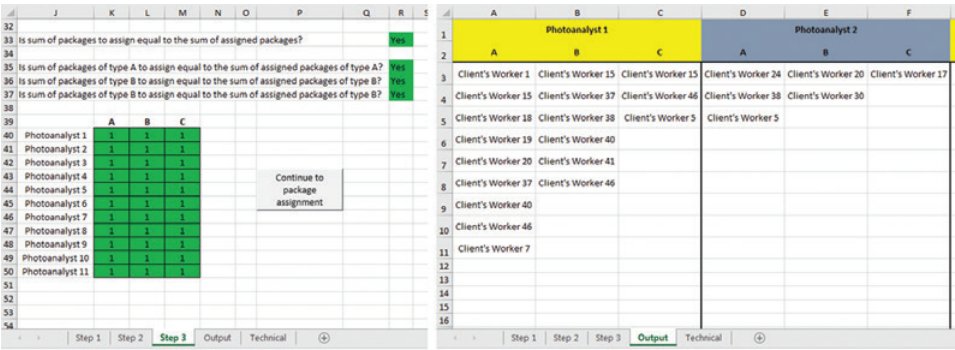 J K L M N O P Q R S
32
33 Is sum of packages to assign equal to the sum of assigned packages? Yes
34
35 Is sum of packages of type A to assign equal to the sum of assigned packages of type A? Yes
36 Is sum of packages of type B to assign equal to the sum of assigned packages of type B? Yes
37 Is sum of packages of type B to assign equal to the sum of assigned packages of type B? Yes
38
39 A B C
40 Photoanalyst 1 1 1 1
41 Photoanalyst 2 1 1 1
42 Photoanalyst 3 1 1 1
43 Photoanalyst 4 1 1 1
44 Photoanalyst 5 1 1 1
45 Photoanalyst 6 1 1 1
46 Photoanalyst 7 1 1 1
47 Photoanalyst 8 1 1 1
48 Photoanalyst 9 1 1 1
49 Photoanalyst 10 1 1 1
50 Photoanalyst 11 1 1 1
Continue to
package
assignment
51
52
53
54
Step 1 Step 2 Step 3 Output Technical
A B C D E F
1 Photoanalyst 1 Photoanalyst 2
2 A B C A B C
3 Client's Worker 1 Client's Worker 15 Client's Worker 15 Client's Worker 24 Client's Worker 20 Client's Worker 17
4 Client's Worker 15 Client's Worker 37 Client's Worker 46 Client's Worker 38 Client's Worker 30
5 Client's Worker 18 Client's Worker 38 Client's Worker 5 Client's Worker 5
6 Client's Worker 19 Client's Worker 40
7 Client's Worker 20 Client's Worker 41
8 Client's Worker 37 Client's Worker 46
9 Client's Worker 40
10 Client's Worker 46
11 Client's Worker 7
12
13
14
15
16
Step 1 Step 2 Step 3 Output Technical